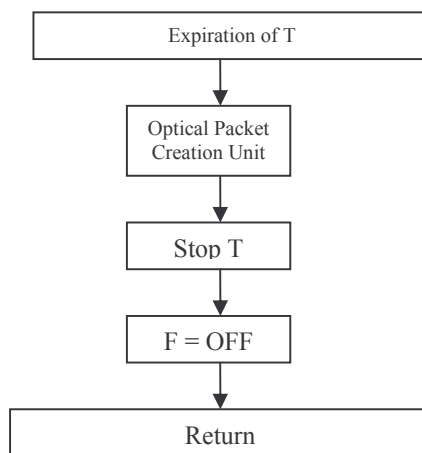 Expiration of T
Optical Packet
Creation Unit
Stop T
F = OFF
Return